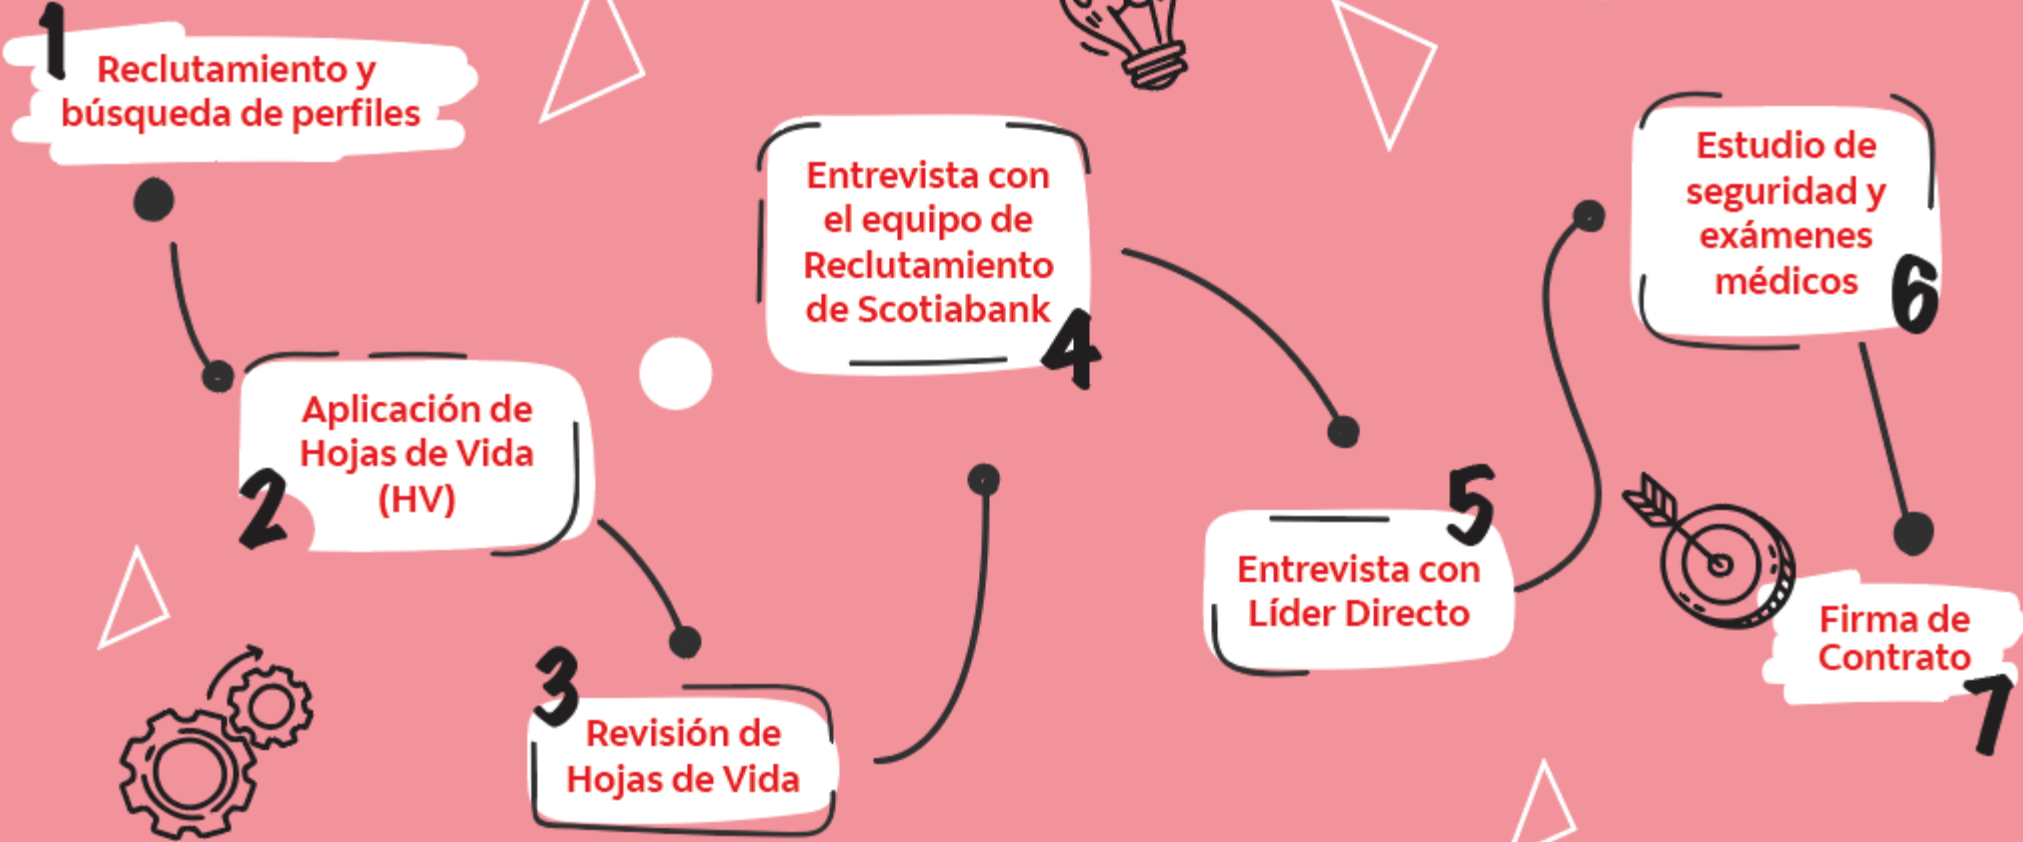 1
Reclutamiento y
búsqueda de perfiles
Aplicación de
Hojas de Vida
(HV)
2
3
Revisión de
Hojas de Vida
Entrevista con
el equipo de
Reclutamiento
de Scotiabank
4
5
Entrevista con
Líder Directo
Estudio de
seguridad y
exámenes
médicos
6
Firma de
Contrato
7